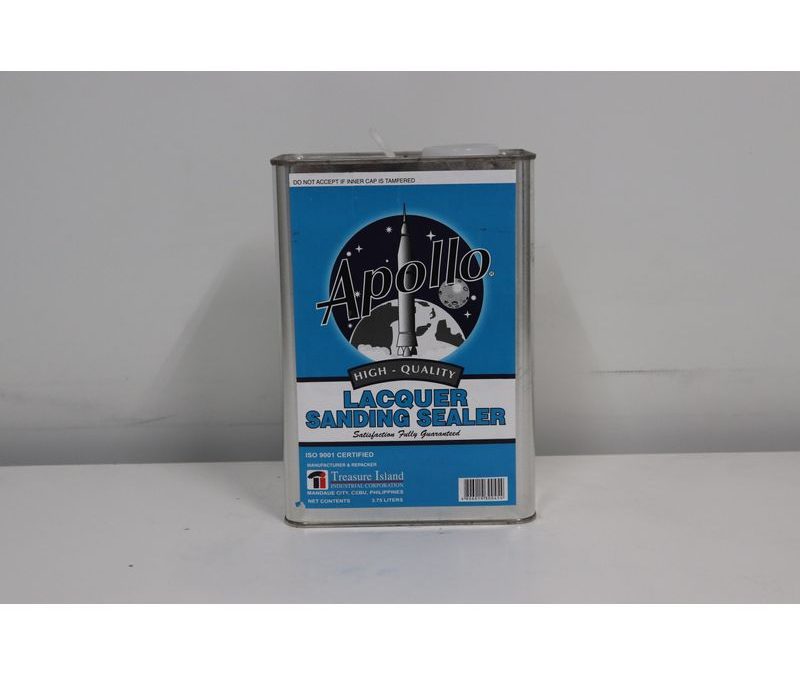 DO NOT ACCEPT IF INNER CAP IS TAMPERED
Apollo®
HIGH - QUALITY
LACQUER
SANDING SEALER
Satisfaction Fully Guaranteed
ISO 9001 CERTIFIED
MANUFACTURER & REPACKER
Treasure Island
INDUSTRIAL CORPORATION
MANDAUE CITY, CEBU, PHILIPPINES
NET CONTENTS 3.75 LITERS